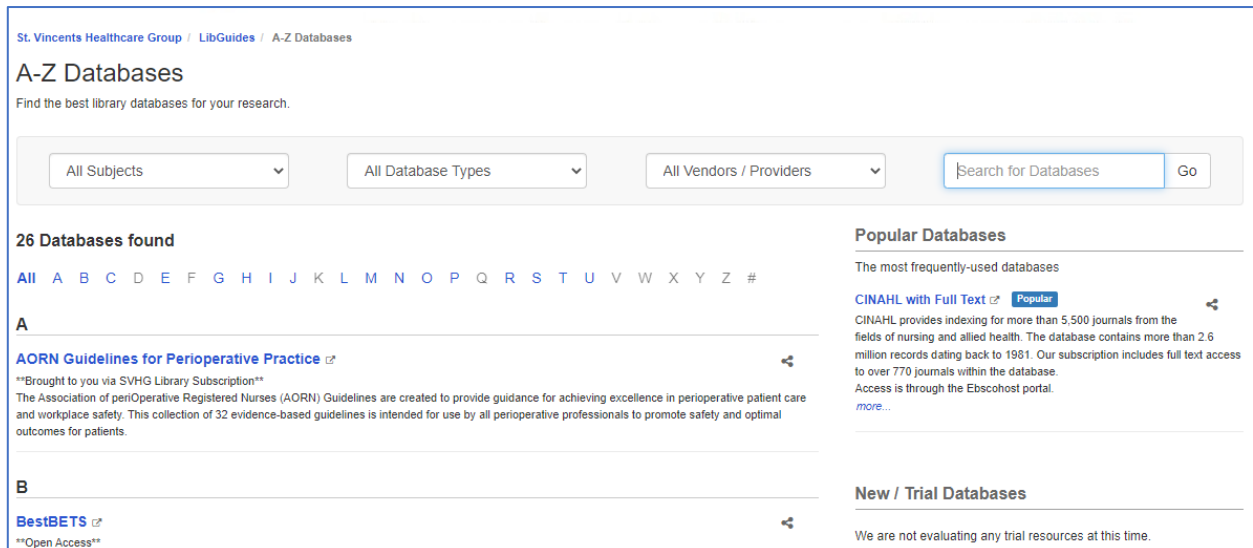 St. Vincents Healthcare Group / LibGuides / A-Z Databases
A-Z Databases
Find the best library databases for your research.
All Subjects
All Database Types
All Vendors / Providers
Search for Databases
Go
26 Databases found
All A B C D E F G H I J K L M N O P Q R S T U V W X Y Z #
A
AORN Guidelines for Perioperative Practice
**Brought to you via SVHG Library Subscription**
The Association of periOperative Registered Nurses (AORN) Guidelines are created to provide guidance for achieving excellence in perioperative patient care
and workplace safety. This collection of 32 evidence-based guidelines is intended for use by all perioperative professionals to promote safety and optimal
outcomes for patients.
B
BestBETS
**Open Access**
Popular Databases
The most frequently-used databases
CINAHL with Full Text Popular
CINAHL provides indexing for more than 5,500 journals from the
fields of nursing and allied health. The database contains more than 2.6
million records dating back to 1981. Our subscription includes full text access
to over 770 journals within the database.
Access is through the Ebscohost portal.
more...
New / Trial Databases
We are not evaluating any trial resources at this time.